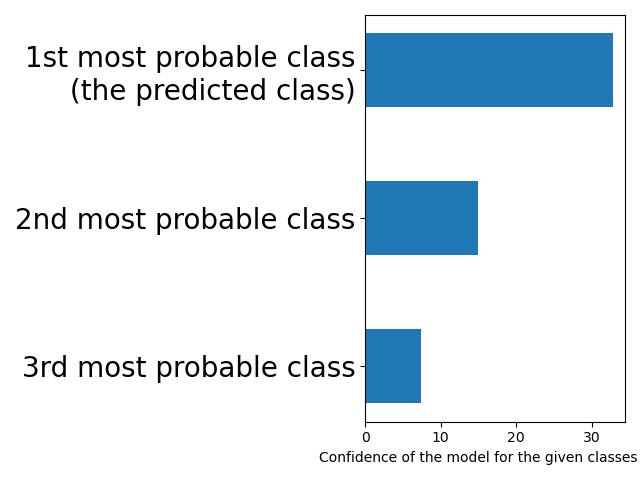 1st most probable class
(the predicted class)
2nd most probable class
3rd most probable class
0 10 20 30
Confidence of the model for the given classes